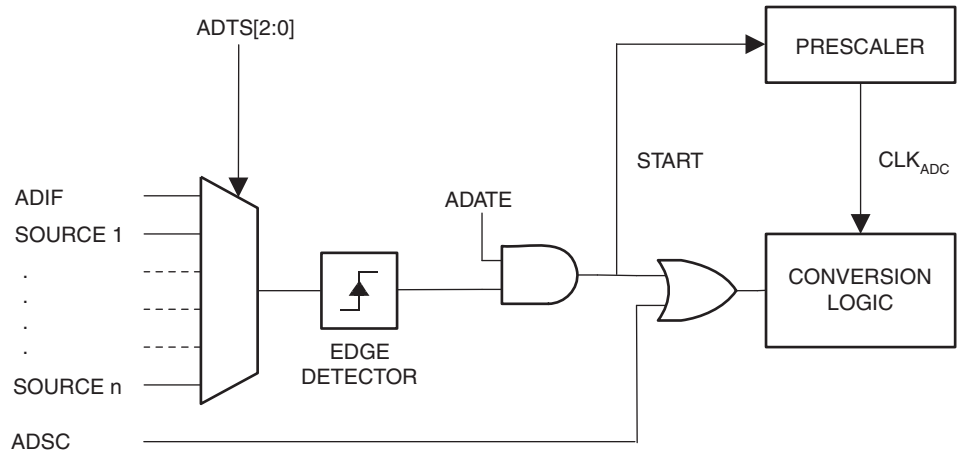 ADTS[2:0]
PRESCALER
START
CLKADC
ADIF
ADATE
SOURCE 1
.
.
.
.
CONVERSION
LOGIC
EDGE
DETECTOR
SOURCE n
ADSC